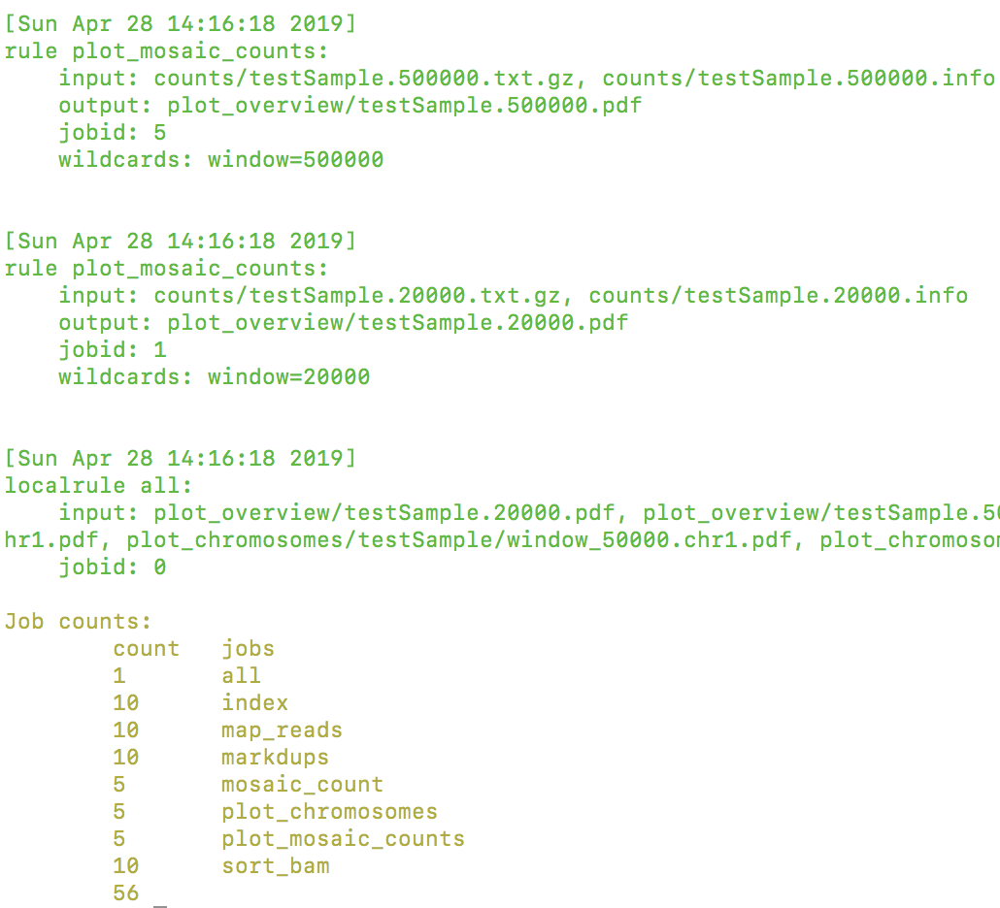 [Sun Apr 28 14:16:18 2019]
rule plot_mosaic_counts:
    input: counts/testSample.500000.txt.gz, counts/testSample.500000.info
    output: plot_overview/testSample.500000.pdf
    jobid: 5
    wildcards: window=500000

[Sun Apr 28 14:16:18 2019]
rule plot_mosaic_counts:
    input: counts/testSample.20000.txt.gz, counts/testSample.20000.info
    output: plot_overview/testSample.20000.pdf
    jobid: 1
    wildcards: window=20000

[Sun Apr 28 14:16:18 2019]
localrule all:
    input: plot_overview/testSample.20000.pdf, plot_overview/testSample.50
hr1.pdf, plot_chromosomes/testSample/window_50000.chr1.pdf, plot_chromosom
    jobid: 0

Job counts:
        count   jobs
        1       all
        10      index
        10      map_reads
        10      markdups
        5       mosaic_count
        5       plot_chromosomes
        5       plot_mosaic_counts
        10      sort_bam
        56